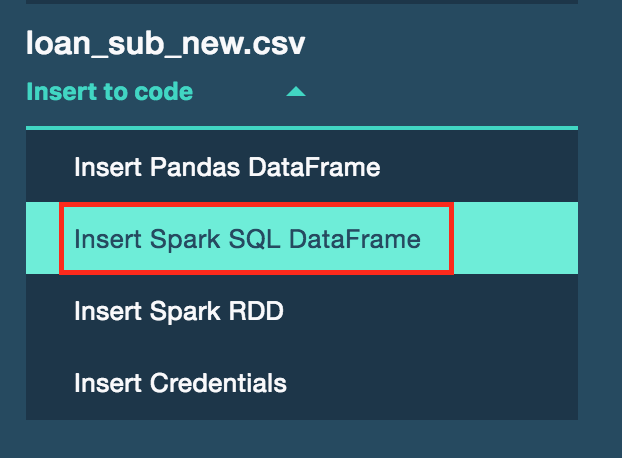 loan_sub_new.csv
Insert to code
Insert Pandas DataFrame
Insert Spark SQL DataFrame
Insert Spark RDD
Insert Credentials